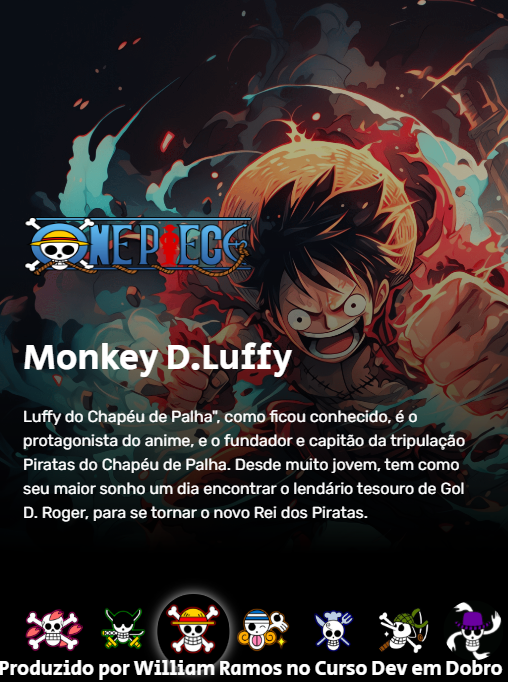 ONE PIECE
Monkey D.Luffy
Luffy do Chapéu de Palha", como ficou conhecido, é o
protagonista do anime, e o fundador e capitão da tripulação
Piratas do Chapéu de Palha. Desde muito jovem, tem como
seu maior sonho um dia encontrar o lendário tesouro de Gol
D. Roger, para se tornar o novo Rei dos Piratas.
Produzido por William Ramos no Curso Dev em Dobro